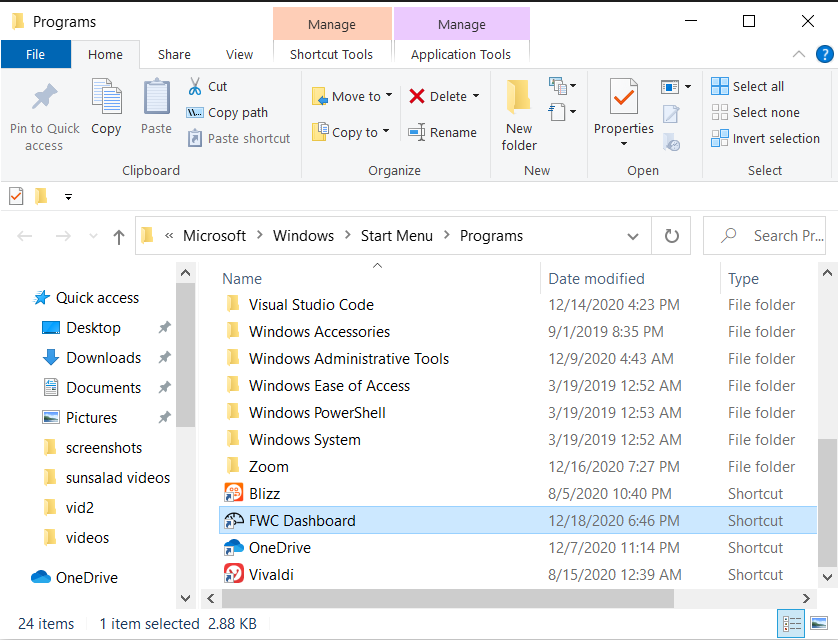 Programs
Manage
Manage
File
Home
Share
View
Shortcut Tools
Application Tools
?
Pin to Quick access
Copy
Paste
Cut
Copy path
Paste shortcut
Clipboard
Move to
Copy to
Delete
Rename
Organize
New folder
New
Properties
Open
Select all
Select none
Invert selection
Select
« Microsoft > Windows > Start Menu > Programs
Search Pr...
Name Date modified Type
Quick access
Desktop
Downloads
Documents
Pictures
screenshots
sunsalad videos
vid2
videos
OneDrive
Visual Studio Code 12/14/2020 4:23 PM File folder
Windows Accessories 9/1/2019 8:35 PM File folder
Windows Administrative Tools 12/9/2020 4:43 AM File folder
Windows Ease of Access 3/19/2019 12:52 AM File folder
Windows PowerShell 3/19/2019 12:53 AM File folder
Windows System 3/19/2019 12:52 AM File folder
Zoom 12/16/2020 7:27 PM File folder
Blizz 8/5/2020 10:40 PM Shortcut
FWC Dashboard 12/18/2020 6:46 PM Shortcut
OneDrive 12/7/2020 11:14 PM Shortcut
Vivaldi 8/15/2020 12:39 AM Shortcut
24 items 1 item selected 2.88 KB